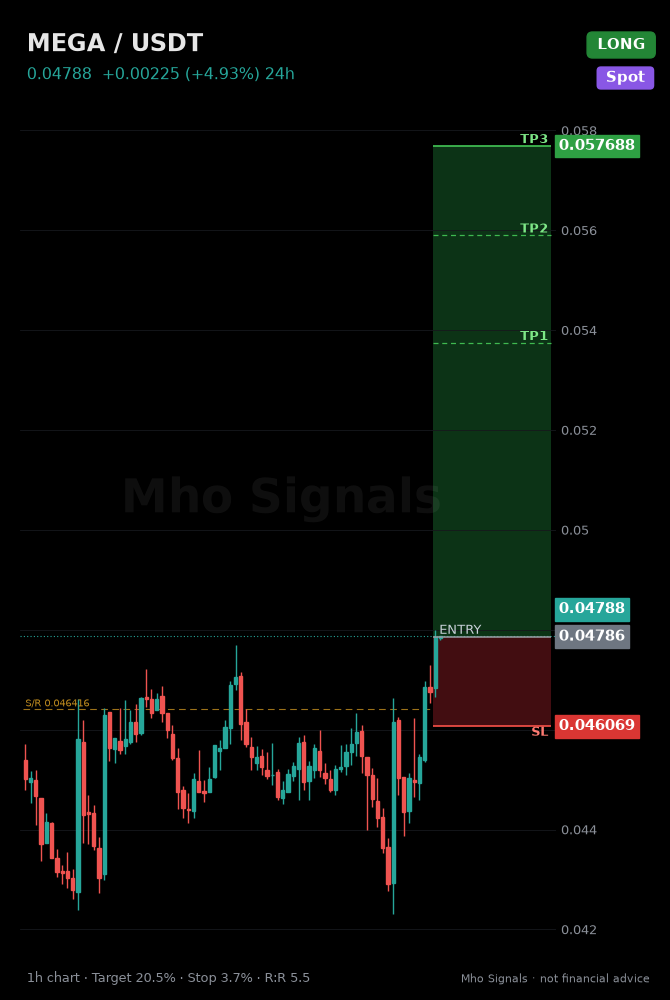 MEGA / USDT
LONG
0.04788 +0.00225 (+4.93%) 24h
Spot
0.058
TP3
0.057688
TP2
0.056
TP1
0.054
0.052
Mho Signals
0.05
0.04788
ENTRY
0.04786
S/R 0.046416
0.046069
SL
0.044
0.042
1h chart · Target 20.5% · Stop 3.7% · R:R 5.5
Mho Signals · not financial advice